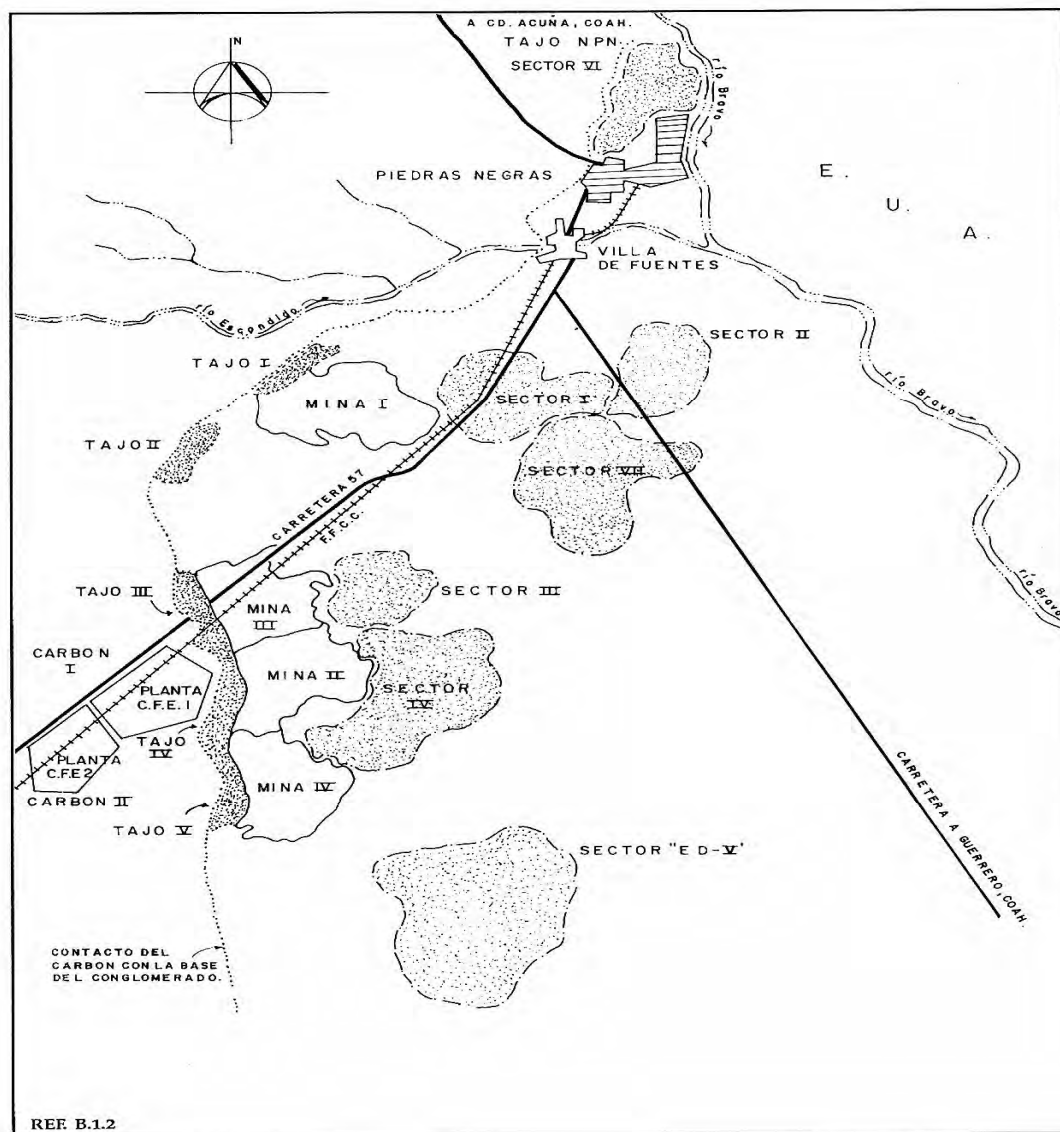 A CD. ACUÑA, COAH.
TAJO NPN.
SECTOR VI
N
río Bravo
PIEDRAS NEGRAS
E. U. A.
VILLA
DE FUENTES
río Escondido
SECTOR II
TAJO I
MINA I
SECTOR I
río Bravo
TAJO II
SECTOR VII
CARRETERA 57
F.F.C.C.
TAJO III
SECTOR III
MINA
III
río Bravo
CARBON
I
MINA II
SECTOR
IV
PLANTA
C.F.E.1
TAJO
IV
PLANTA
C.F.E2
MINA IV
CARBON II
TAJO V
CARRETERA A GUERRERO, COAH.
SECTOR "E D-V'
CONTACTO DEL
CARBON CON LA BASE
DEL CONGLOMERADO.
REF. B.1.2